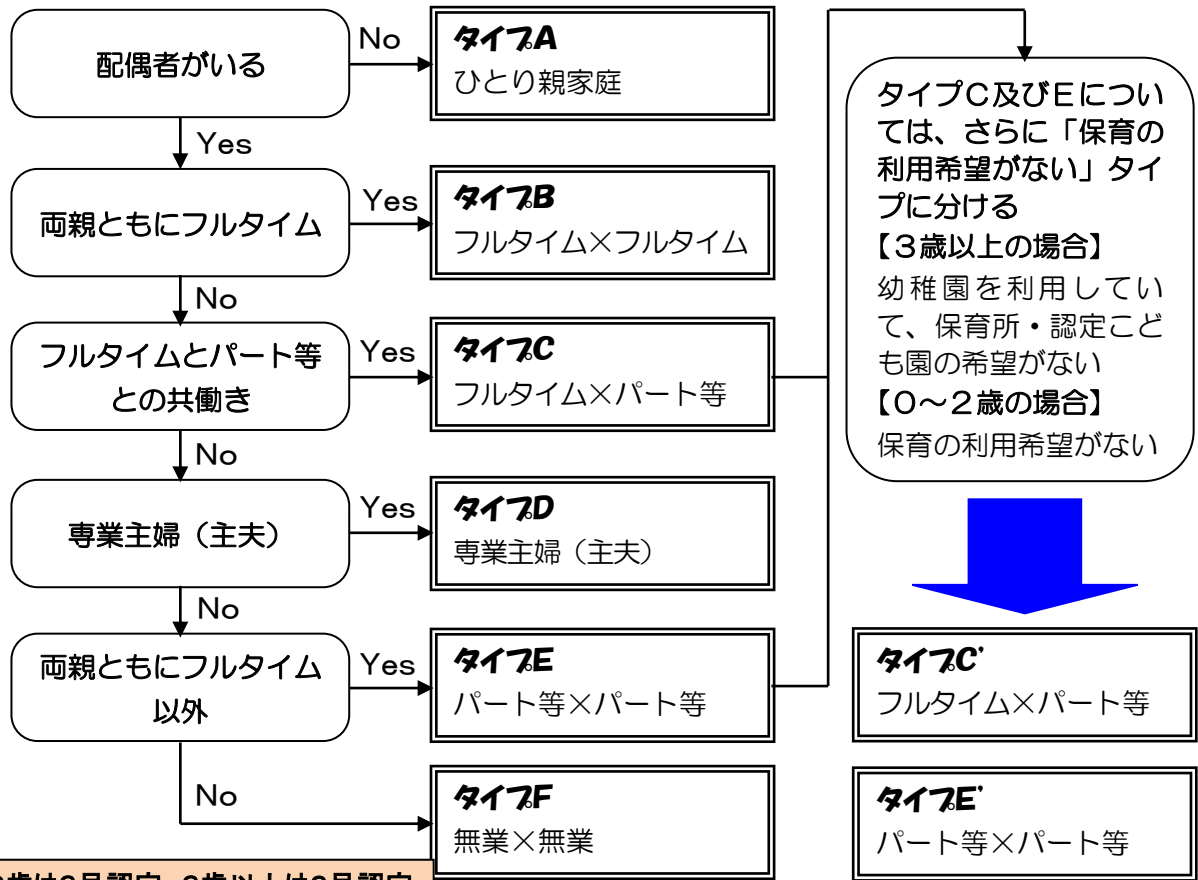 配偶者がいる
No
タイプA
ひとり親家庭
Yes
両親ともにフルタイム
Yes
タイプB
フルタイム×フルタイム
No
フルタイムとパート等
との共働き
Yes
タイプC
フルタイム×パート等
No
専業主婦（主夫）
Yes
タイプD
専業主婦（主夫）
No
両親ともにフルタイム
以外
Yes
タイプE
パート等×パート等
No
タイプF
無業×無業
タイプC及びEについ
ては、さらに「保育の
利用希望がない」タイ
プに分ける
【3歳以上の場合】
幼稚園を利用してい
て、保育所・認定こど
も園の希望がない
【0～2歳の場合】
保育の利用希望がない
タイプC'
フルタイム×パート等
タイプE'
パート等×パート等